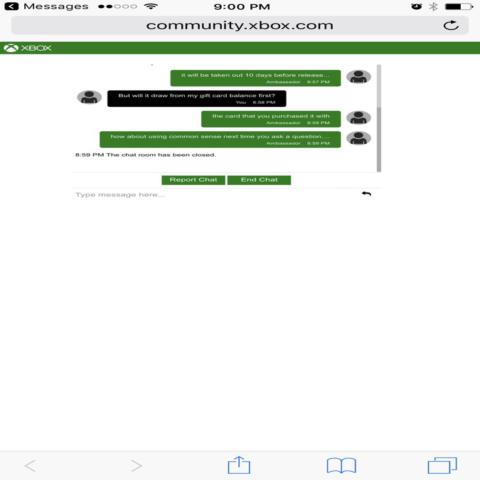 Messages
9:00 PM
community.xbox.com
XBOX
it will be taken out 10 days before release...
Ambassador 8:57 PM
But will it draw from my gift card balance first?
You 8:58 PM
the card that you purchased it with
Ambassador 8:59 PM
how about using common sense next time you ask a question....
Ambassador 8:59 PM
8:59 PM The chat room has been closed.
Report Chat End Chat
Type message here...